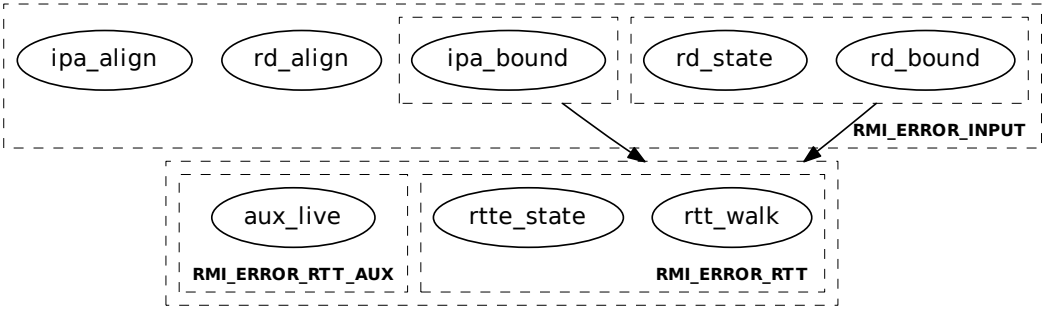 ipa_align rd_align ipa_bound rd_state rd_bound
RMI_ERROR_INPUT
aux_live rtte_state rtt_walk
RMI_ERROR_RTT_AUX RMI_ERROR_RTT